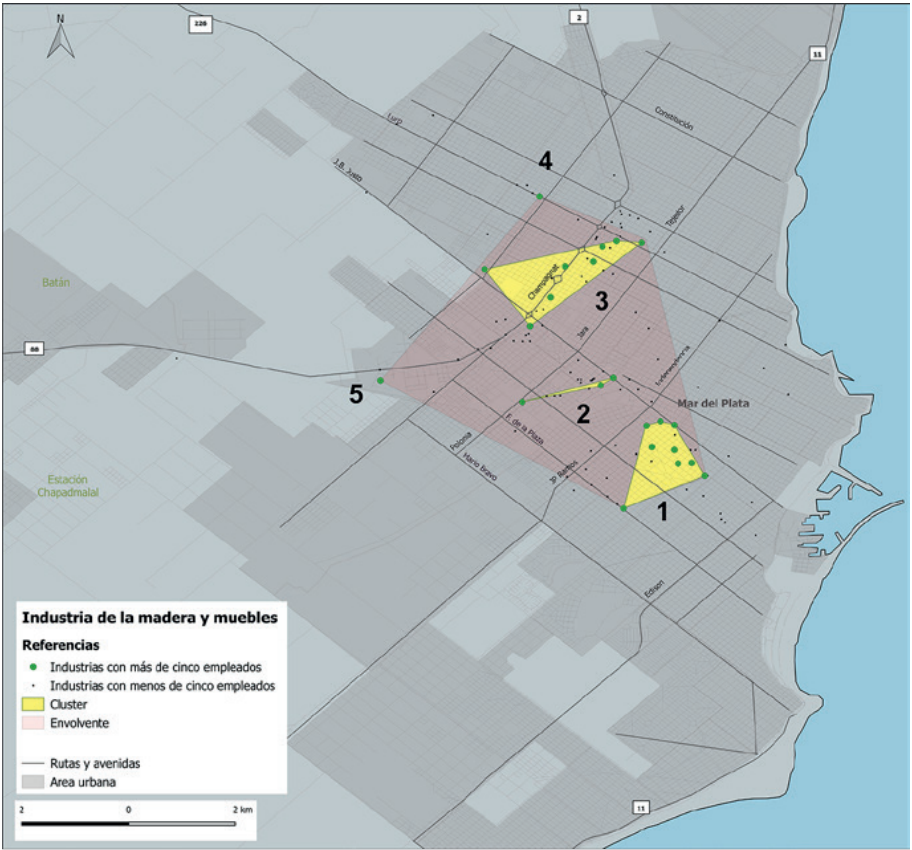 N
226
2
11
Constitución
Luro
J.B. Justo
4
Tejedor
Batán
Champagnat
3
Jara
88
5
Independencia
Mar del Plata
2
F. de la Plata
Polonia
Mario Bravo
JP Ramos
Estación
Chapadmalal
1
Edison
Industria de la madera y muebles
Referencias
Industrias con más de cinco empleados
Industrias con menos de cinco empleados
Cluster
Envolvente
Rutas y avenidas
Area urbana
2 0 2 km
11